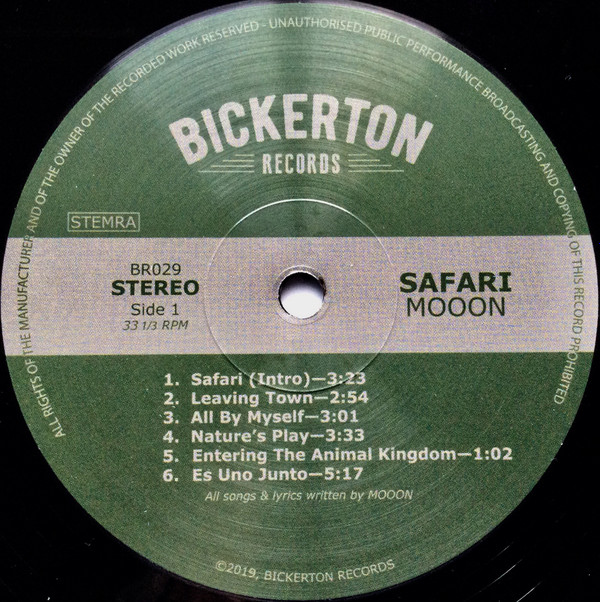 ALL RIGHTS OF THE MANUFACTURER AND OF THE OWNER OF THE RECORDED WORK RESERVED - UNAUTHORISED PUBLIC PERFORMANCE BROADCASTING AND COPYING OF THIS RECORD PROHIBITED
BICKERTON
RECORDS
STEMRA
BR029
STEREO
Side 1
33 1/3 RPM
SAFARI
MOOON
1. Safari (Intro)—3:23
2. Leaving Town—2:54
3. All By Myself—3:01
4. Nature's Play—3:33
5. Entering The Animal Kingdom—1:02
6. Es Uno Junto—5:17
All songs & lyrics written by MOOON
©2019, BICKERTON RECORDS